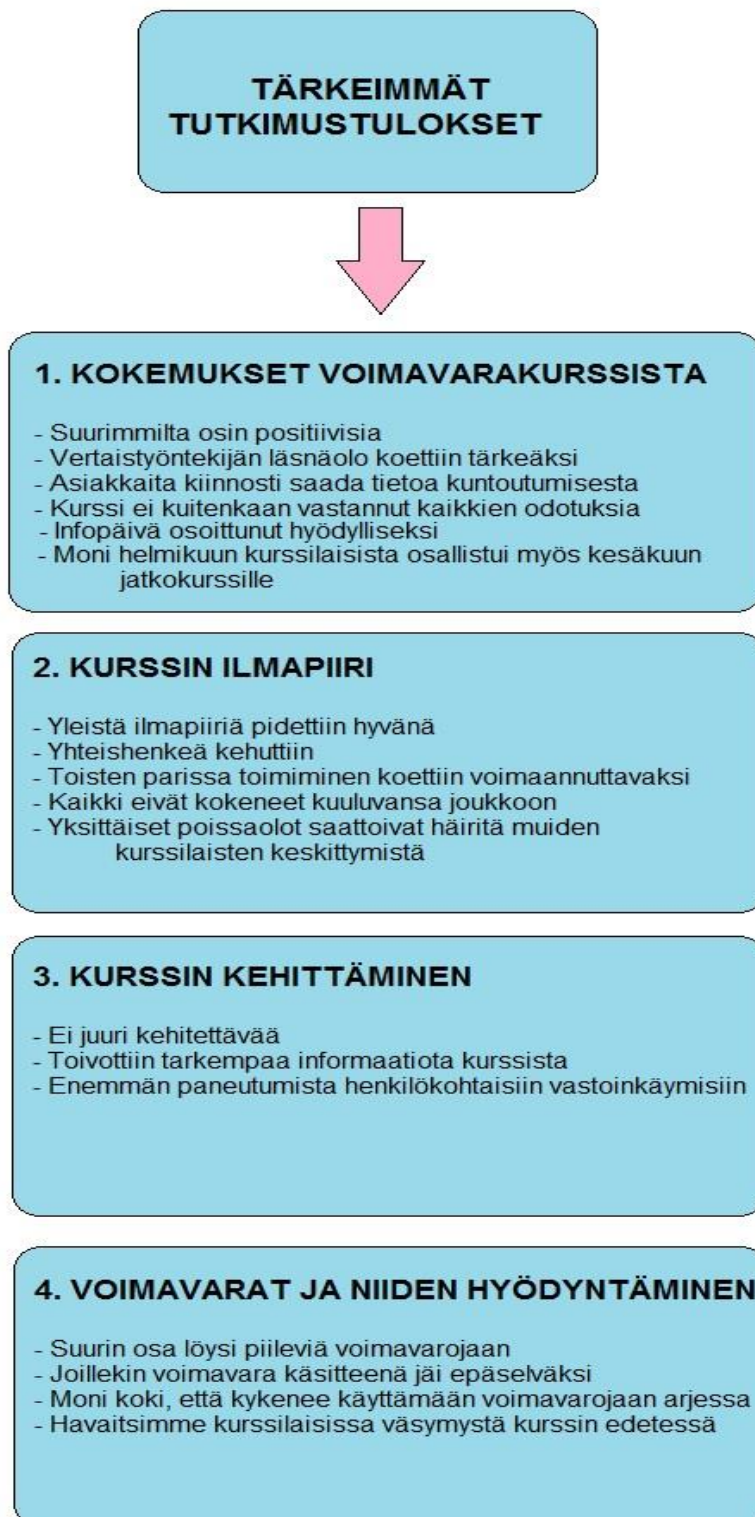 TÄRKEIMMÄT
TUTKIMUSTULOKSET
1. KOKEMUKSET VOIMAVARAKURSSISTA
- Suurimmilta osin positiivisia
- Vertaistyöntekijän läsnäolo koettiin tärkeäksi
- Asiakkaita kiinnosti saada tietoa kuntoutumisesta
- Kurssi ei kuitenkaan vastannut kaikkien odotuksia
- Infopäivä osoittunut hyödylliseksi
- Moni helmikuun kurssilaisista osallistui myös kesäkuun
jatkokurssille
2. KURSSIN ILMAPIIRI
- Yleistä ilmapiiriä pidettiin hyvänä
- Yhteishenkeä kehuttiin
- Toisten parissa toimiminen koettiin voimaannuttavaksi
- Kaikki eivät kokeneet kuuluvansa joukkoon
- Yksittäiset poissaolot saattoivat häiritä muiden
kurssilaisten keskittymistä
3. KURSSIN KEHITTÄMINEN
- Ei juuri kehitettävää
- Toivottiin tarkempaa informaatiota kurssista
- Enemmän paneutumista henkilökohtaisiin vastoinkäymisiin
4. VOIMAVARAT JA NIIDEN HYÖDYNTÄMINEN
- Suurin osa löysi piileviä voimavarojaan
- Joillekin voimavara käsitteenä jäi epäselväksi
- Moni koki, että kykenee käyttämään voimavarojaan arjessa
- Havaitsimme kurssilaisissa väsymystä kurssin edetessä